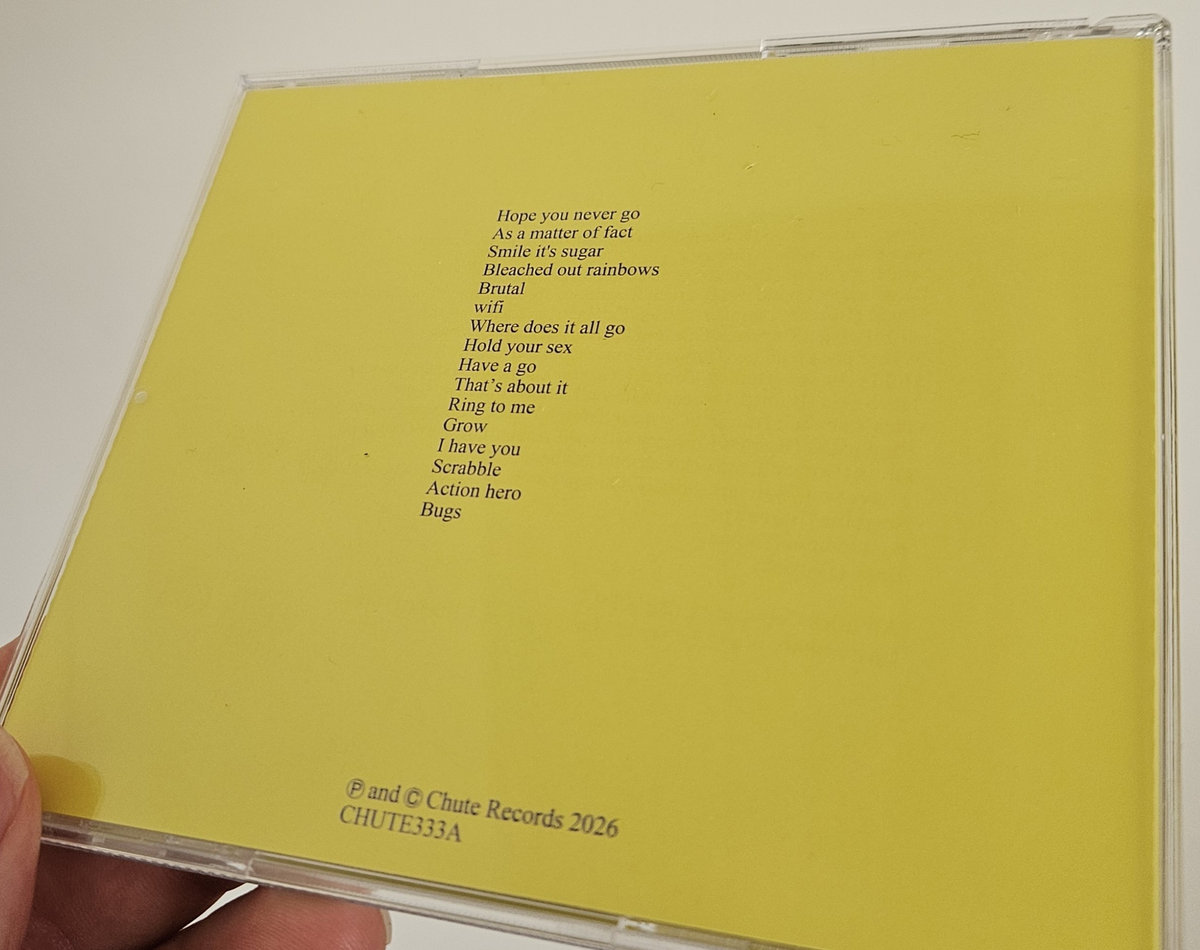 Hope you never go
As a matter of fact
Smile it's sugar
Bleached out rainbows
Brutal
wifi
Where does it all go
Hold your sex
Have a go
That’s about it
Ring to me
Grow
I have you
Scrabble
Action hero
Bugs
℗ and © Chute Records 2026
CHUTE333A